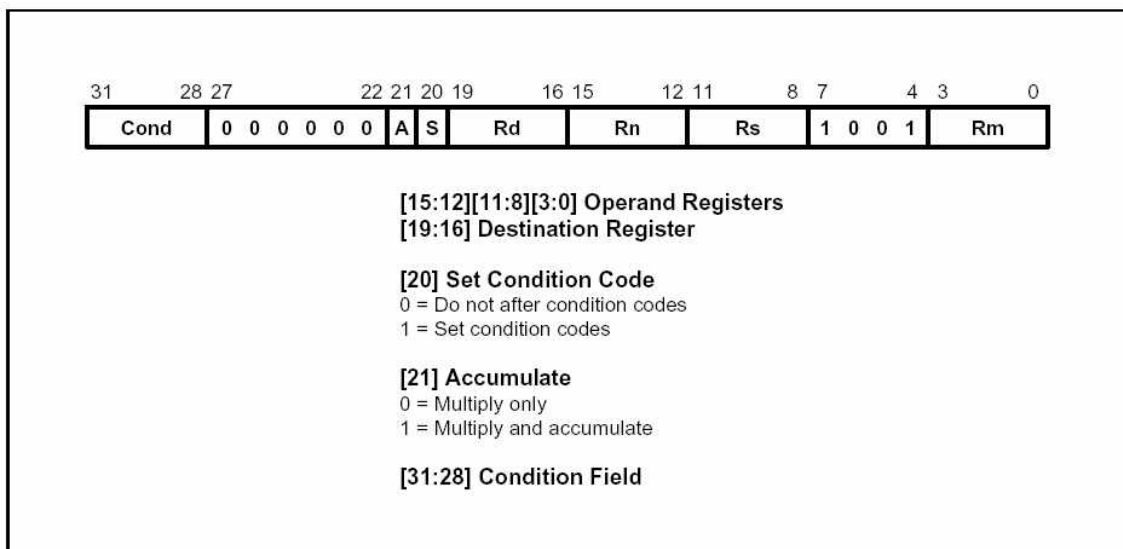 31 28 27 22 21 20 19 16 15 12 11 8 7 4 3 0
Cond 0 0 0 0 0 0 A S Rd Rn Rs 1 0 0 1 Rm
[15:12][11:8][3:0] Operand Registers
[19:16] Destination Register
[20] Set Condition Code
0 = Do not after condition codes
1 = Set condition codes
[21] Accumulate
0 = Multiply only
1 = Multiply and accumulate
[31:28] Condition Field